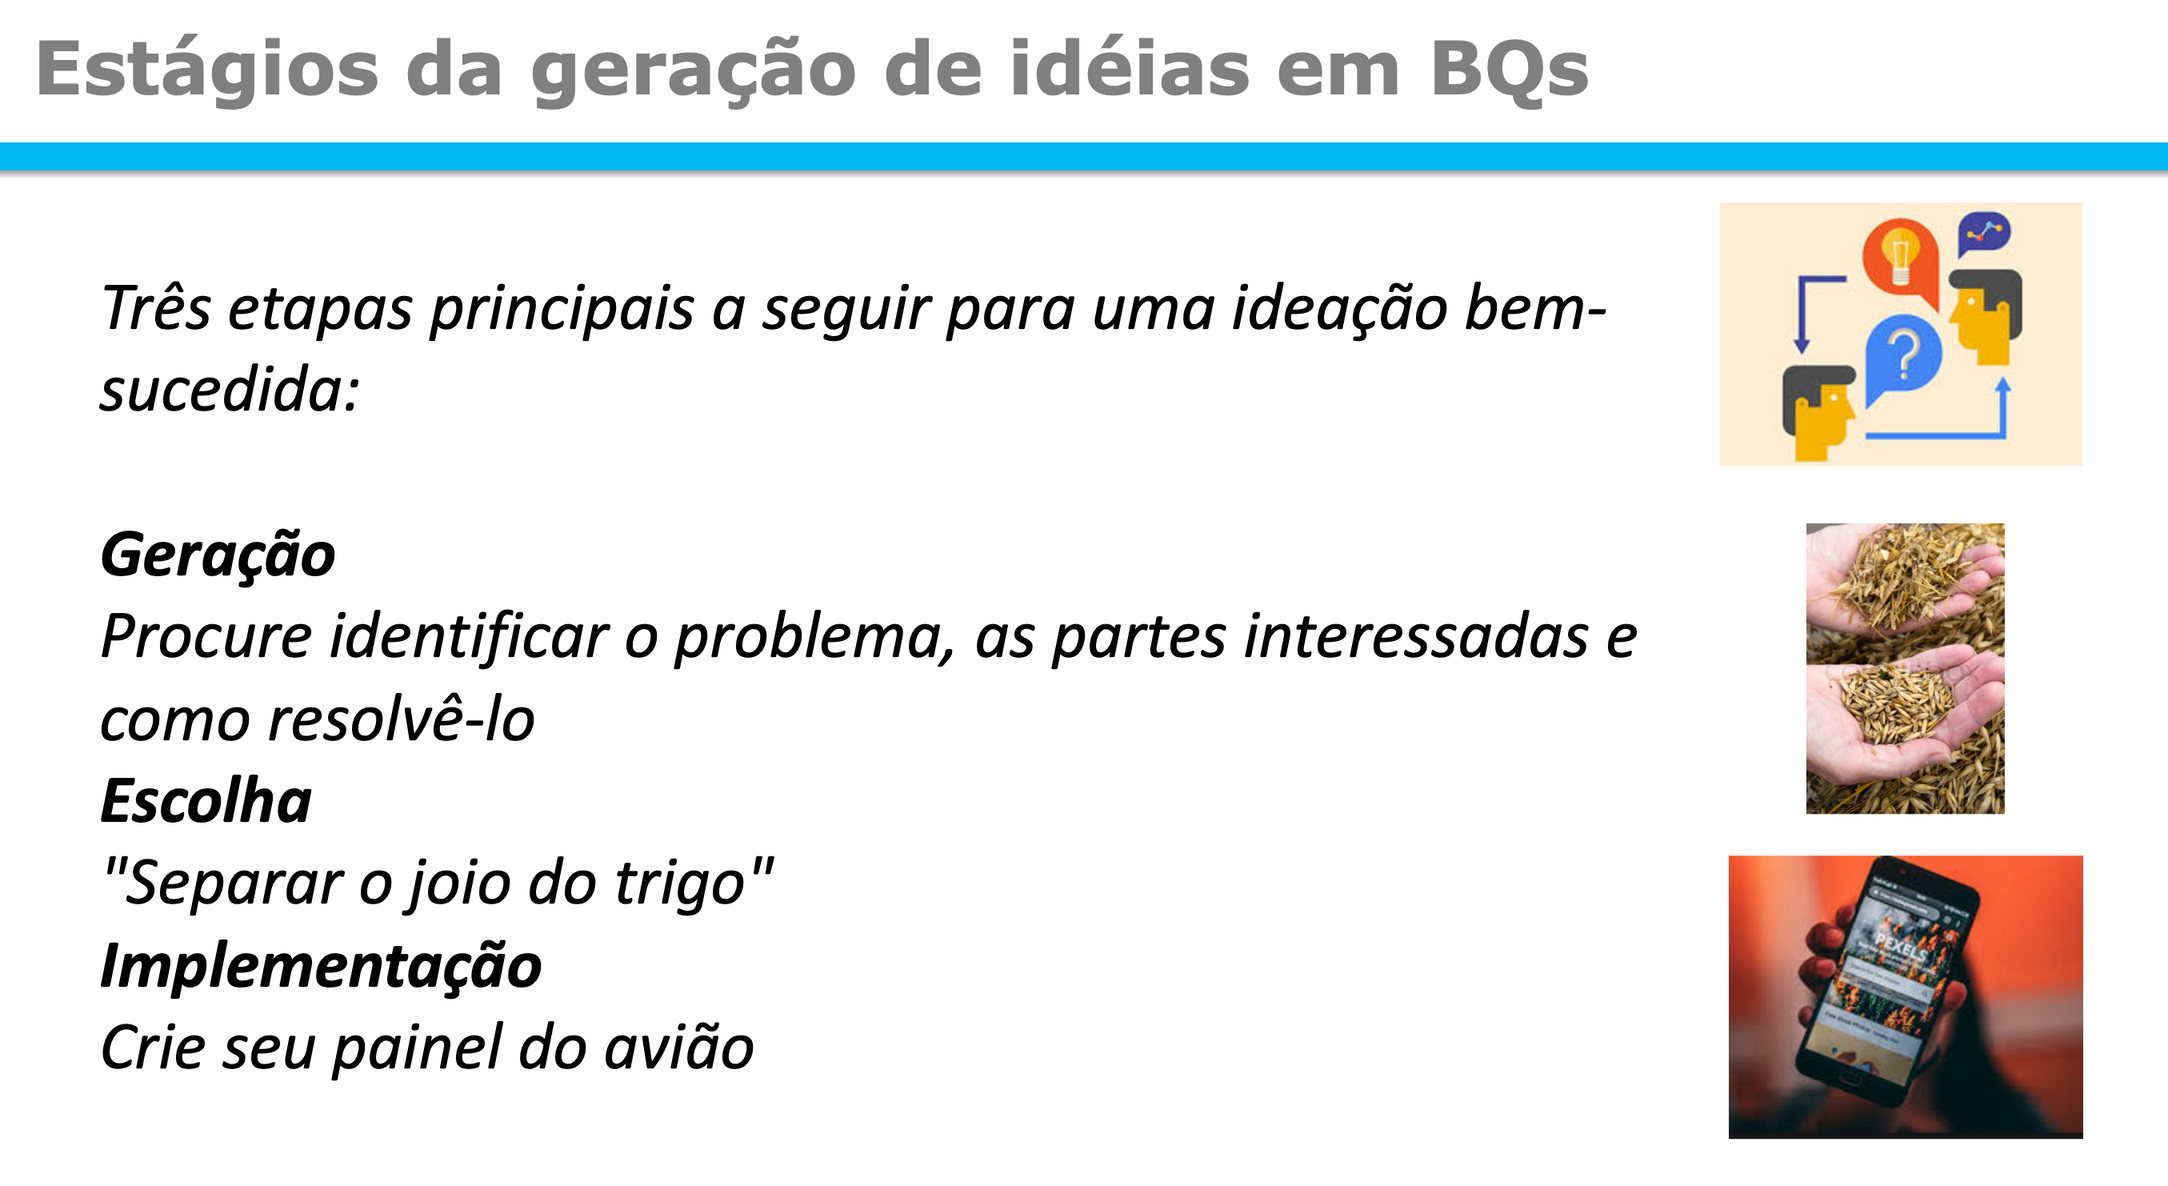 Estágios da geração de idéias em BQs
Três etapas principais a seguir para uma ideação bem-
sucedida:
Geração
Procure identificar o problema, as partes interessadas e
como resolvê-lo
Escolha
"Separar o joio do trigo"
Implementação
Crie seu painel do avião
PEXELS